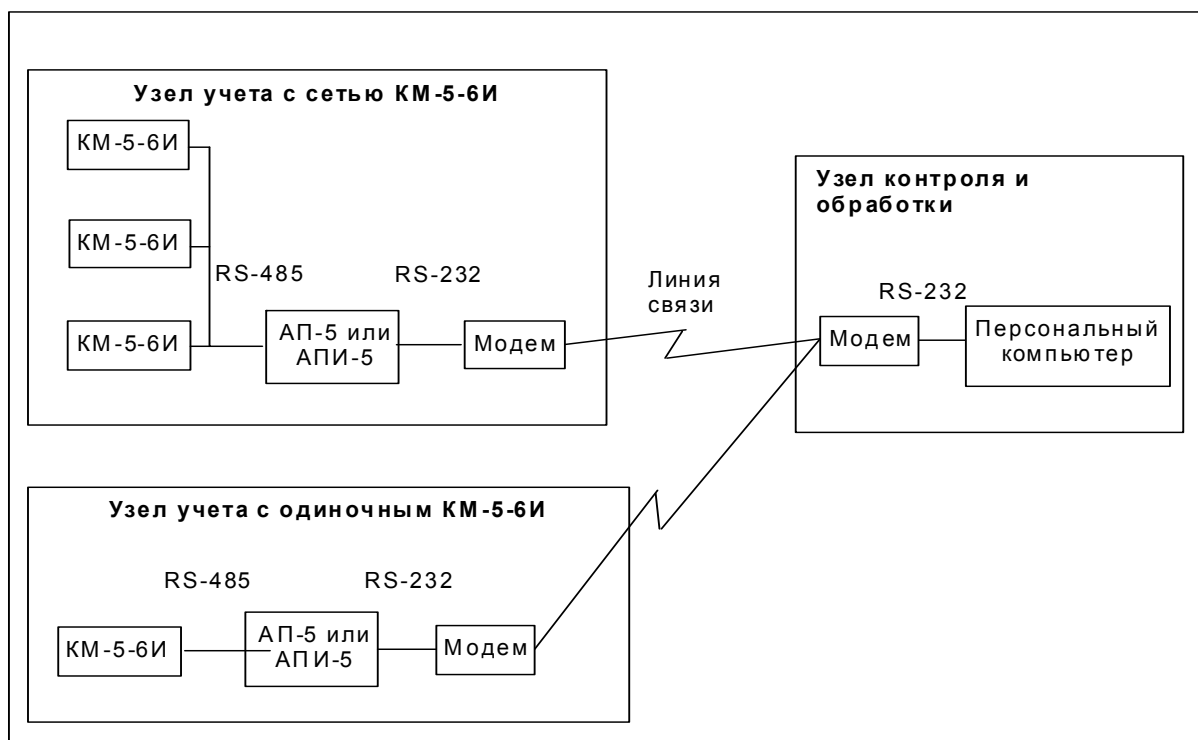 Узел учета с сетью КМ-5-6И
КМ-5-6И
КМ-5-6И
КМ-5-6И
RS-485
АП-5 или
АПИ-5
RS-232
Модем
Линия
связи
Узел контроля и
обработки
Модем
RS-232
Персональный
компьютер
Узел учета с одиночным КМ-5-6И
КМ-5-6И
RS-485
АП-5 или
АПИ-5
RS-232
Модем